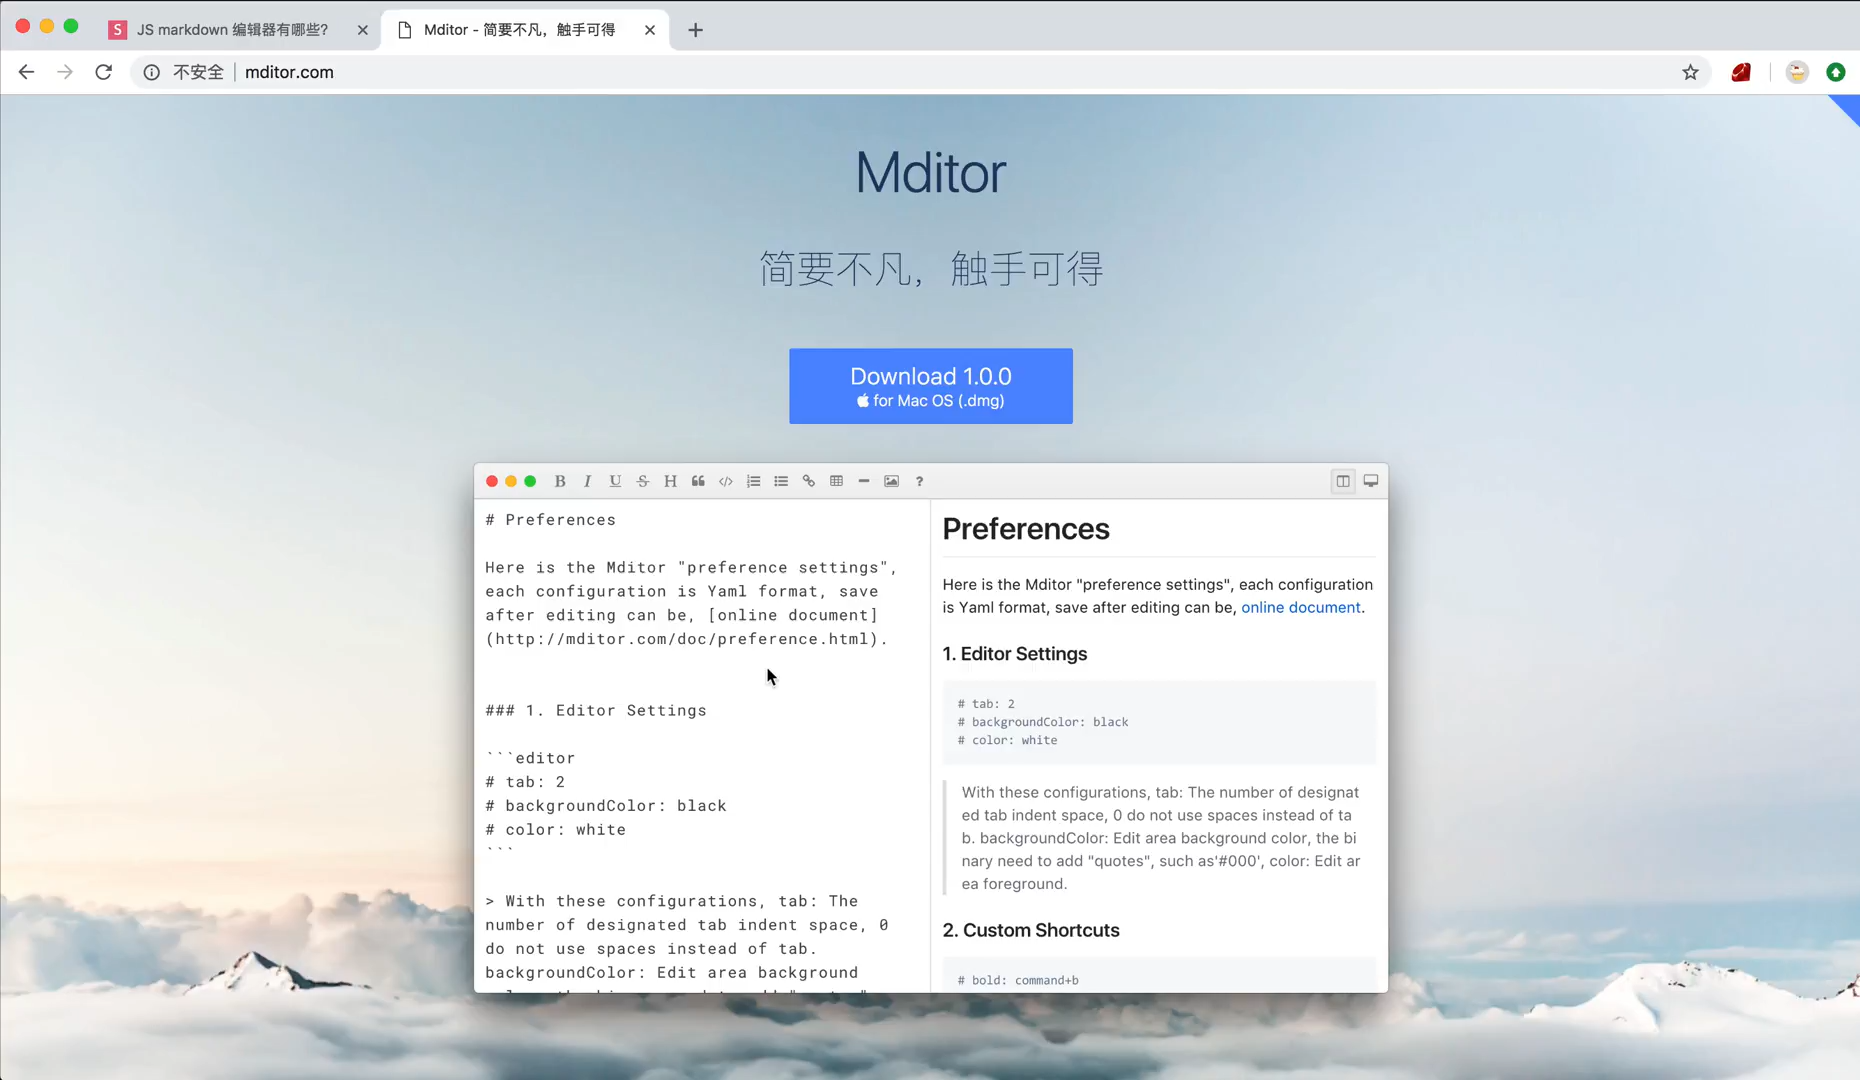 JS markdown 编辑器有哪些?
Mditor - 简要不凡，触手可得
不安全
mditor.com
Mditor
简要不凡，触手可得
Download 1.0.0
for Mac OS (.dmg)
B I U S H ?
# Preferences
Here is the Mditor "preference settings",
each configuration is Yaml format, save
after editing can be, [online document]
(http://mditor.com/doc/preference.html).
### 1. Editor Settings
```editor
# tab: 2
# backgroundColor: black
# color: white
```
> With these configurations, tab: The
number of designated tab indent space, 0
do not use spaces instead of tab.
backgroundColor: Edit area background
Preferences
Here is the Mditor "preference settings", each configuration
is Yaml format, save after editing can be, online document.
1. Editor Settings
# tab: 2
# backgroundColor: black
# color: white
With these configurations, tab: The number of designat
ed tab indent space, 0 do not use spaces instead of ta
b. backgroundColor: Edit area background color, the bi
nary need to add "quotes", such as'#000', color: Edit ar
ea foreground.
2. Custom Shortcuts
# bold: command+b